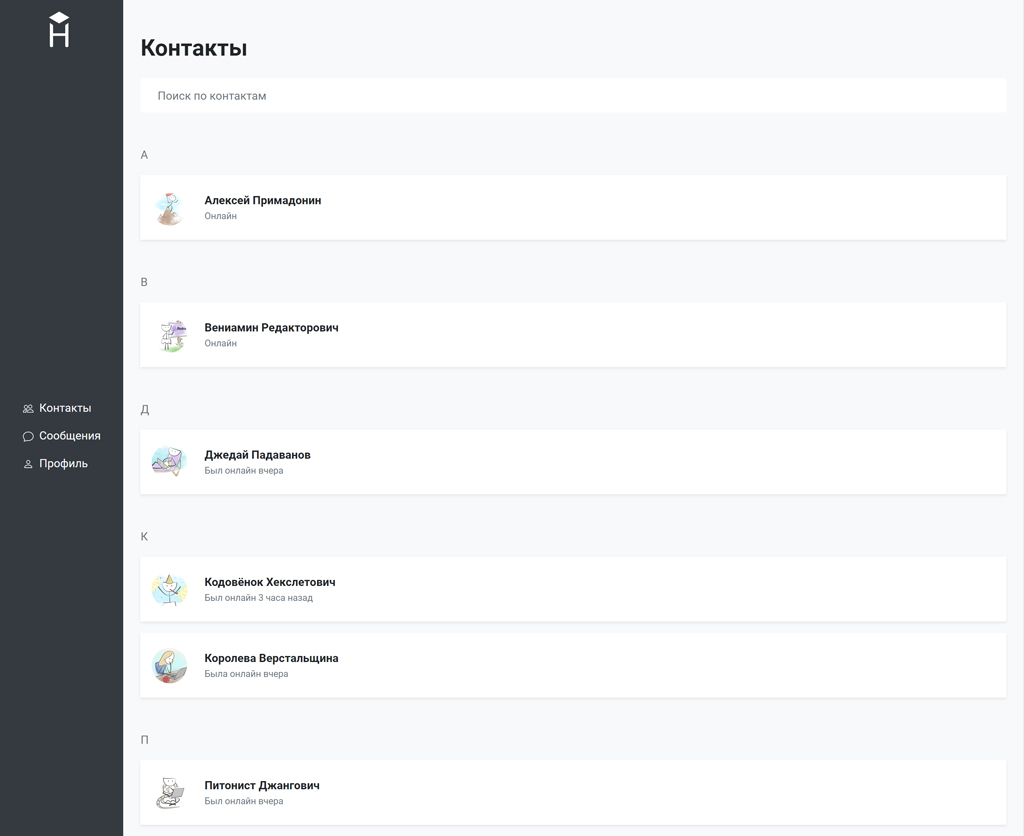 Контакты
Поиск по контактам
А
Алексей Примадонин
Онлайн
В
Вениамин Редакторович
Онлайн
Д
Джедай Падаванов
Был онлайн вчера
К
Кодовёнок Хекслетович
Был онлайн 3 часа назад
Королева Верстальщина
Была онлайн вчера
П
Питонист Джангович
Был онлайн вчера
Контакты
Сообщения
Профиль